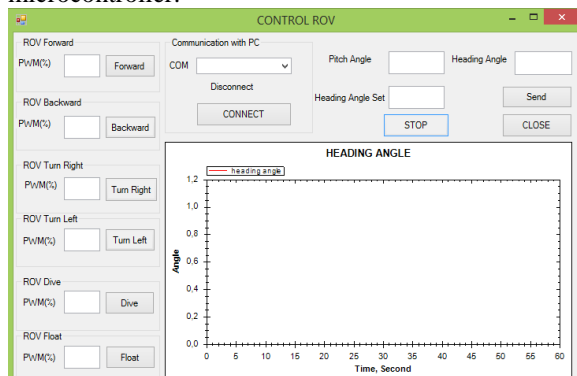 microcontroller.
CONTROL ROV
ROV Forward
PWM(%)
Forward
ROV Backward
PWM(%)
Backward
ROV Turn Right
PWM(%)
Turn Right
ROV Turn Left
PWM(%)
Turn Left
ROV Dive
PWM(%)
Dive
ROV Float
PWM(%)
Float
Communication with PC
COM
Disconnect
CONNECT
Pitch Angle
Heading Angle
Heading Angle Set
Send
STOP
CLOSE
HEADING ANGLE
heading angle
Angle
1,2
1,0
0,8
0,6
0,4
0,2
0,0
0 5 10 15 20 25 30 35 40 45 50 55 60
Time, Second